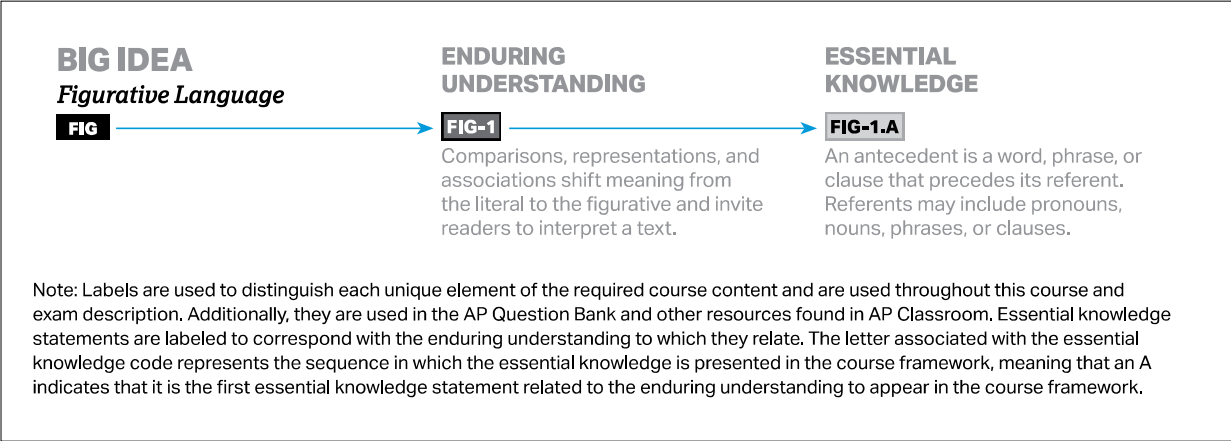 BIG IDEA
Figurative Language
FIG
ENDURING
UNDERSTANDING
FIG-1
Comparisons, representations, and
associations shift meaning from
the literal to the figurative and invite
readers to interpret a text.
ESSENTIAL
KNOWLEDGE
FIG-1.A
An antecedent is a word, phrase, or
clause that precedes its referent.
Referents may include pronouns,
nouns, phrases, or clauses.
Note: Labels are used to distinguish each unique element of the required course content and are used throughout this course and
exam description. Additionally, they are used in the AP Question Bank and other resources found in AP Classroom. Essential knowledge
statements are labeled to correspond with the enduring understanding to which they relate. The letter associated with the essential
knowledge code represents the sequence in which the essential knowledge is presented in the course framework, meaning that an A
indicates that it is the first essential knowledge statement related to the enduring understanding to appear in the course framework.